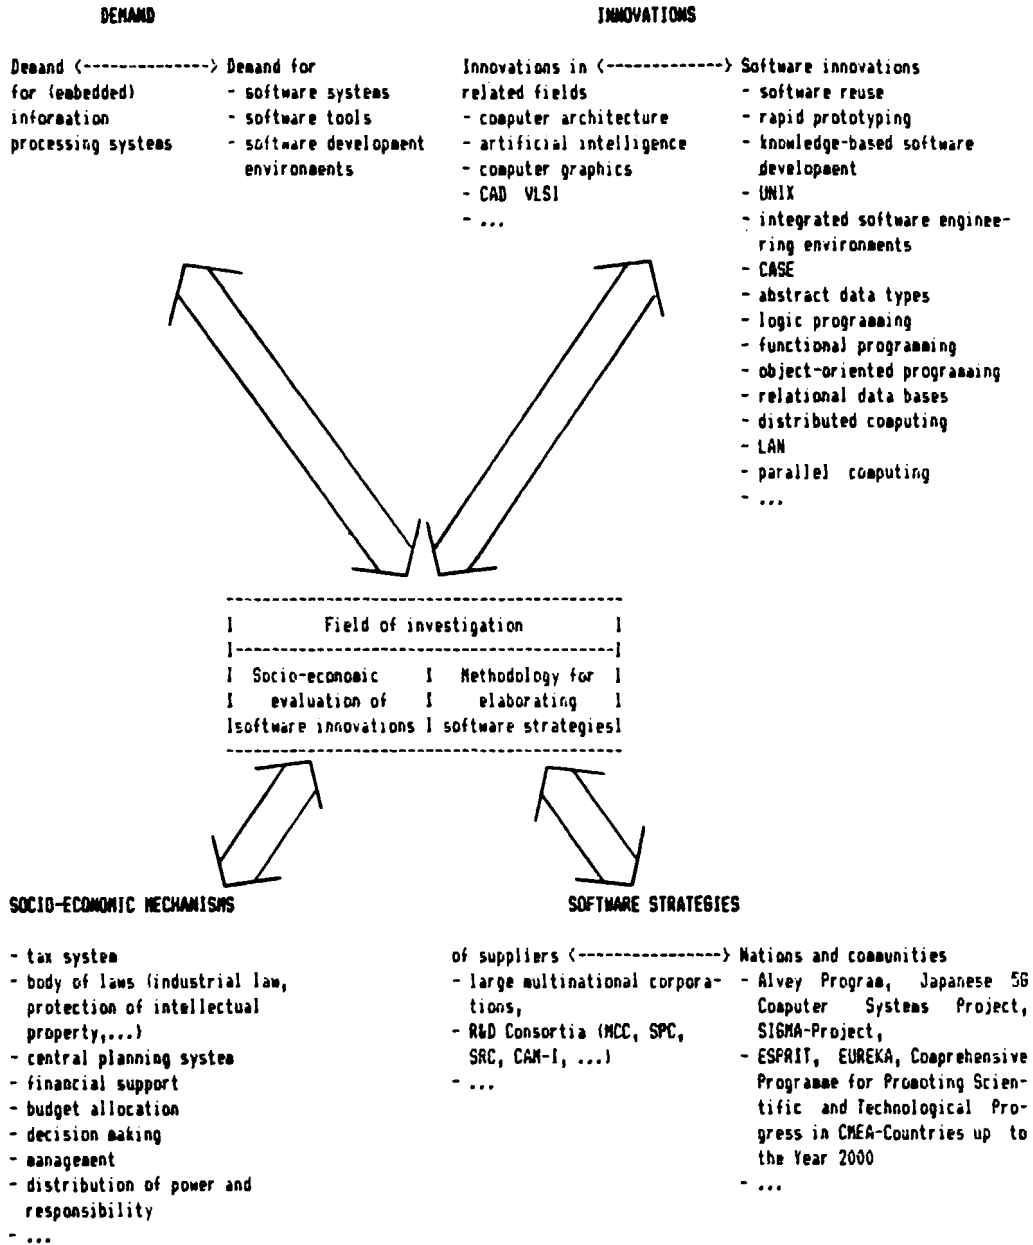 DEMAND
INNOVATIONS
Demand <---------------> Demand for
for (embedded)
information
processing systems
- software systems
- software tools
- software development
environments
Innovations in <-------------> Software innovations
related fields
- computer architecture
- artificial intelligence
- computer graphics
- CAD VLSI
- ...
- software reuse
- rapid prototyping
- knowledge-based software
development
- UNIX
- integrated software enginee-
ring environments
- CASE
- abstract data types
- logic programming
- functional programming
- object-oriented programming
- relational data bases
- distributed computing
- LAN
- parallel computing
- ...
Field of investigation
Socio-economic
evaluation of
software innovations
Methodology for
elaborating
software strategies
SOCIO-ECONOMIC MECHANISMS
- tax system
- body of laws (industrial law,
protection of intellectual
property,...)
- central planning system
- financial support
- budget allocation
- decision making
- management
- distribution of power and
responsibility
- ...
SOFTWARE STRATEGIES
of suppliers <----------------> Nations and communities
- large multinational corpora-
tions,
- R&D Consortia (MCC, SPC,
SRC, CAM-I, ...)
- ...
- Alvey Program, Japanese 5G
Computer Systems Project,
SIGMA-Project,
- ESPRIT, EUREKA, Comprehensive
Programme for Promoting Scien-
tific and Technological Pro-
gress in CMEA-Countries up to
the Year 2000
- ...